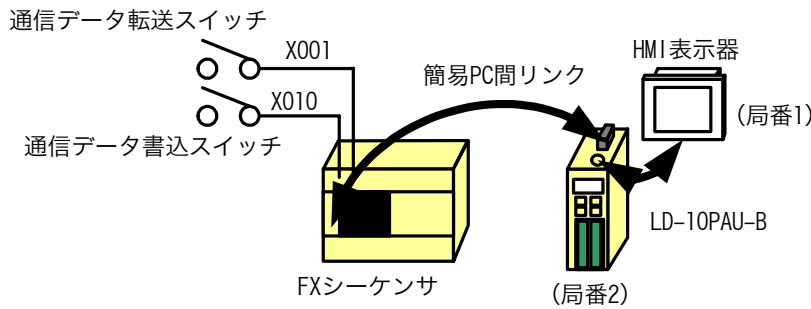 通信データ転送スイッチ
X001
HMI表示器
簡易PC間リンク
X010
(局番1)
通信データ書込スイッチ
LD-10PAU-B
FXシーケンサ
(局番2)